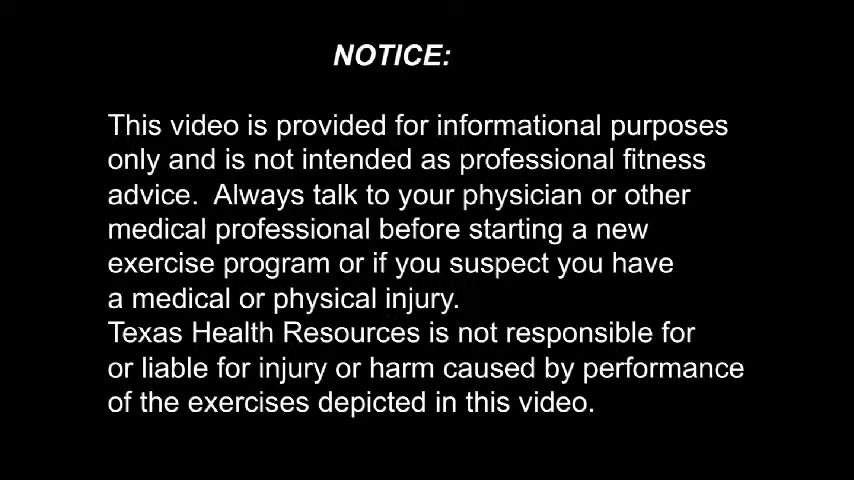 NOTICE:
This video is provided for informational purposes
only and is not intended as professional fitness
advice.  Always talk to your physician or other
medical professional before starting a new
exercise program or if you suspect you have
a medical or physical injury.
Texas Health Resources is not responsible for
or liable for injury or harm caused by performance
of the exercises depicted in this video.